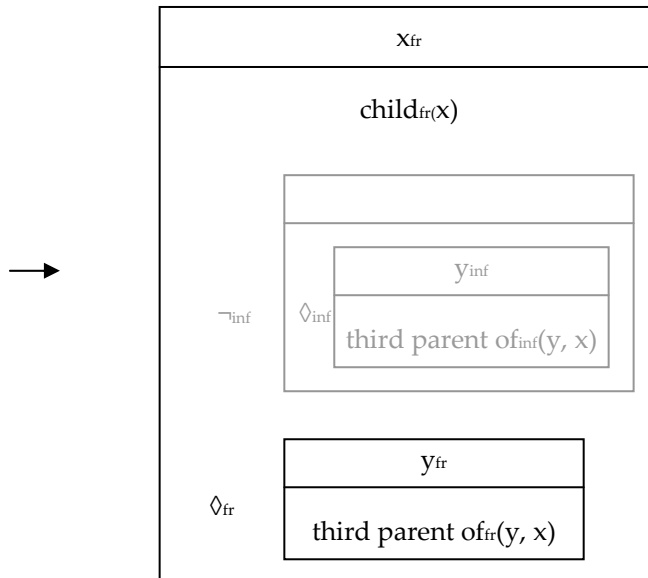 xfr
childfr(x)
yinf
¬inf ◊inf
third parent ofinf(y, x)
yfr
◊fr
third parent offr(y, x)